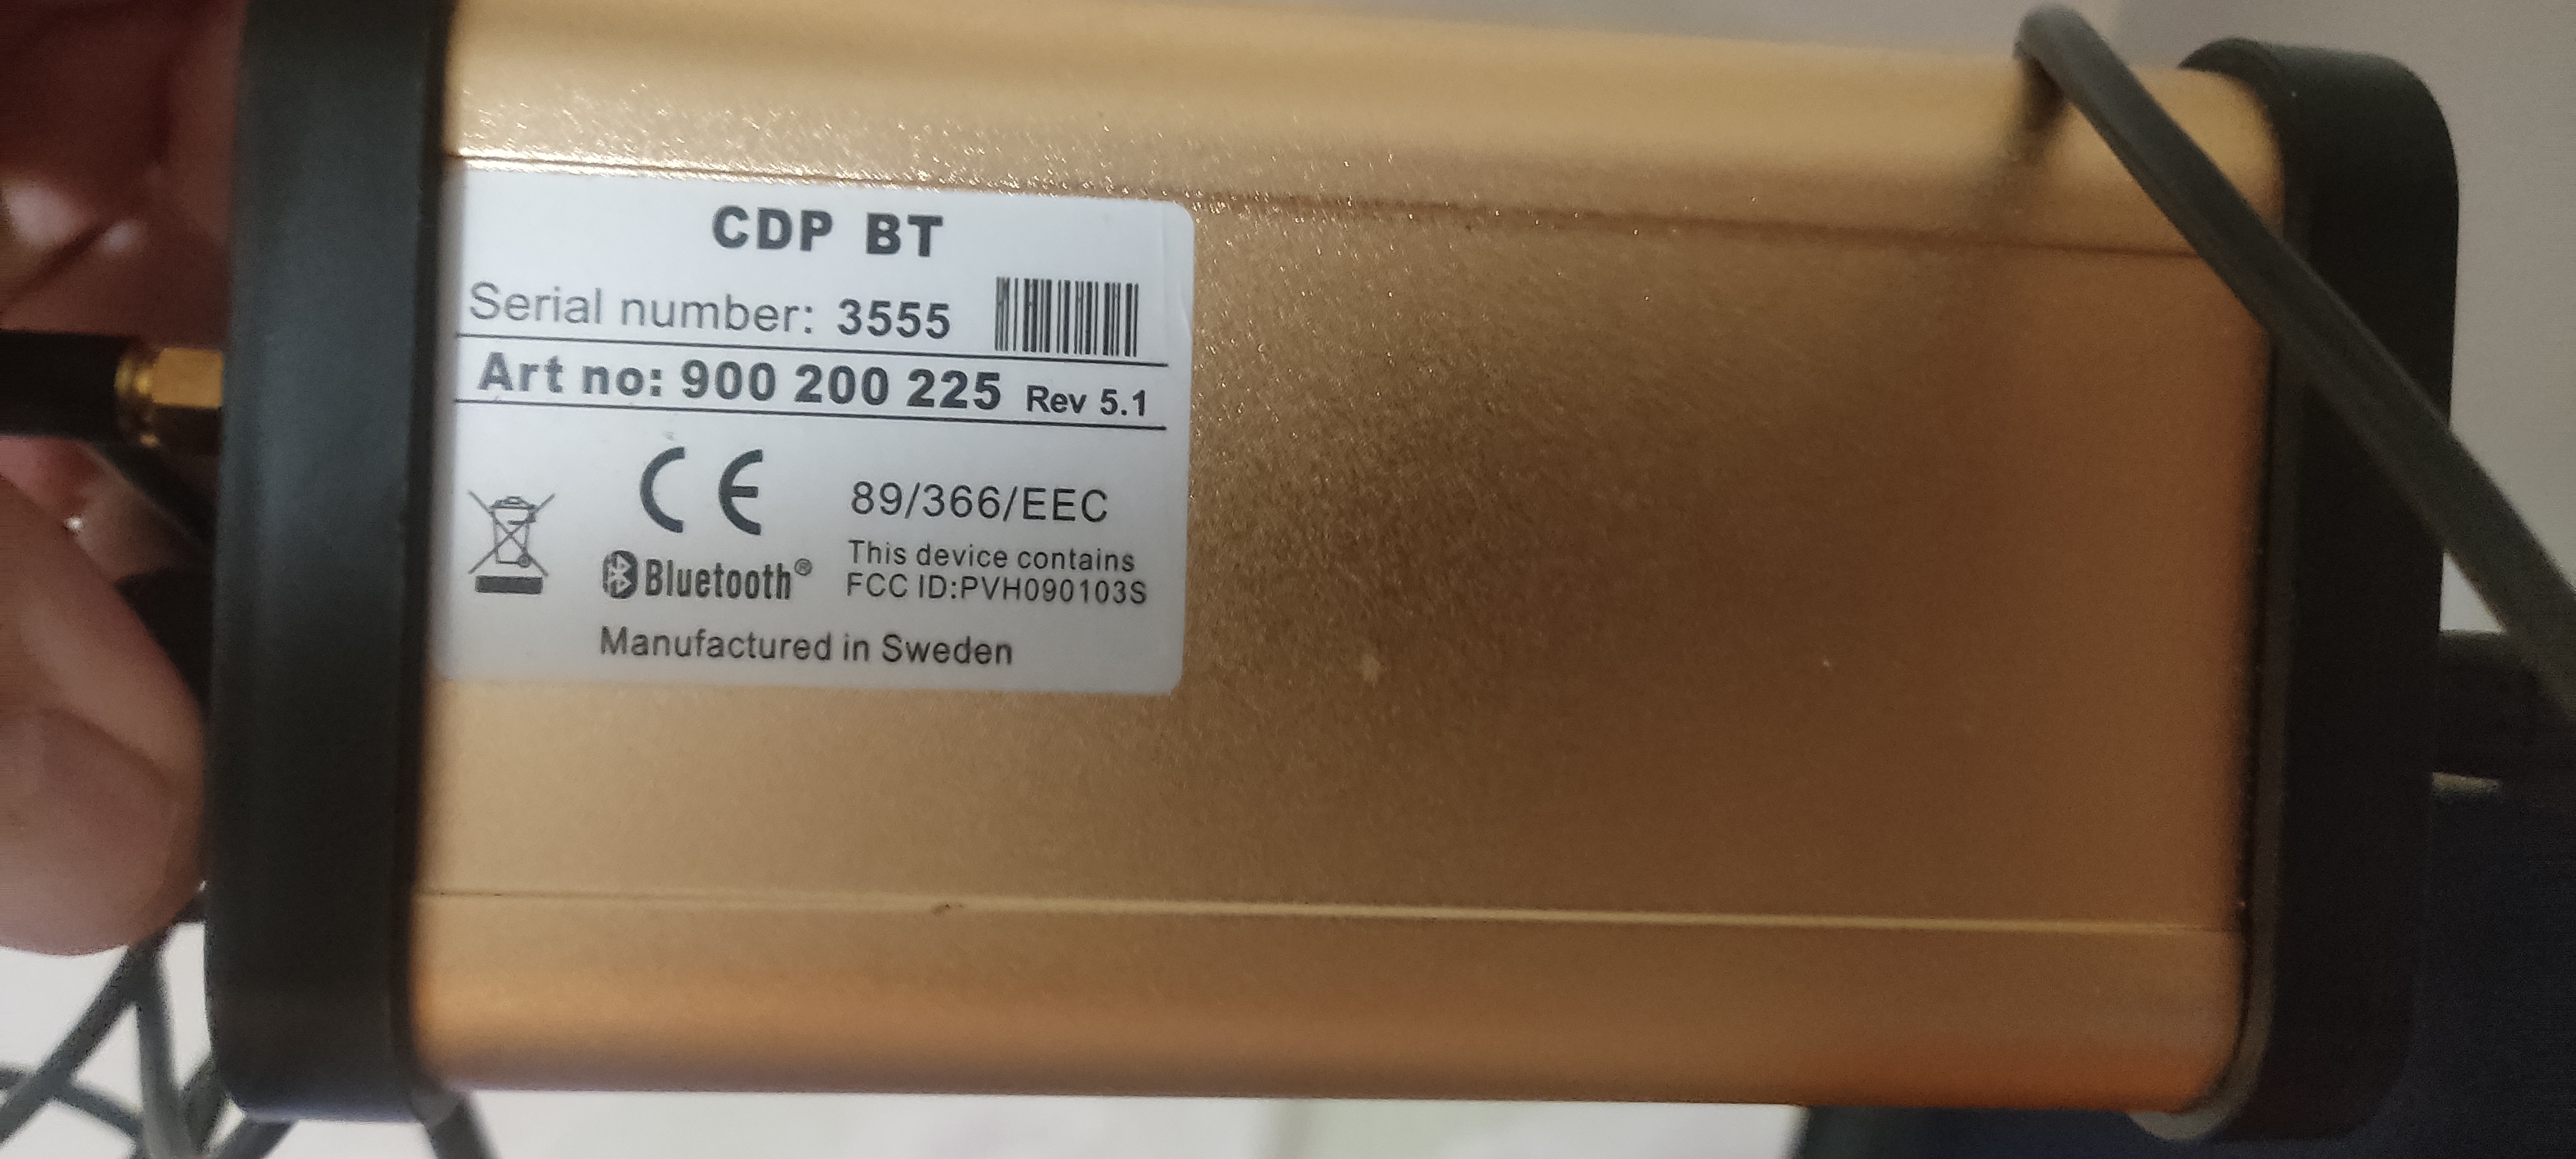 CDP BT
Serial number: 3555
Art no: 900 200 225 Rev 5.1
CE 89/366/EEC
Bluetooth®
This device contains
FCC ID:PVH090103S
Manufactured in Sweden